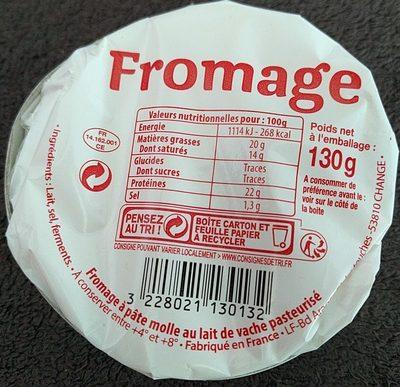 Fromage
Valeurs nutritionnelles pour : 100g
Energie 1114 kJ - 268 kcal
Matières grasses 20 g
Dont saturés 14 g
Glucides Traces
Dont sucres Traces
Protéines 22 g
Sel 1,3 g
Poids net
à l'emballage :
130g
A consommer de
préférence avant le :
voir sur le côté de
la boîte
FR
14.162.001
CE
PENSEZ
AU TRI !
BOÎTE CARTON ET
FEUILLE PAPIER
À RECYCLER
CONSIGNE POUVANT VARIER LOCALEMENT > WWW.CONSIGNESDETRI.FR
3 228021 130132
• Ingrédients : Lait, sel, ferments. •
Fromage à pâte molle au lait de vache pasteurisé
A conserver entre +4° et +8° • Fabriqué en France • LF-Bd
53810 CHANGE •